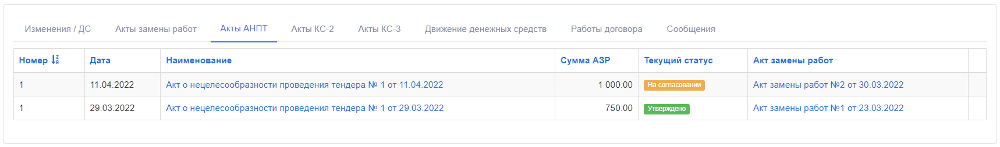 Изменения / ДС Акты замены работ Акты АНПТ Акты КС-2 Акты КС-3 Движение денежных средств Работы договора Сообщения
Номер Дата Наименование Сумма АЗР Текущий статус Акт замены работ
1 11.04.2022 Акт о нецелесообразности проведения тендера № 1 от 11.04.2022 1 000.00 На согласовании Акт замены работ №2 от 30.03.2022
1 29.03.2022 Акт о нецелесообразности проведения тендера № 1 от 29.03.2022 750.00 Утверждено Акт замены работ №1 от 23.03.2022